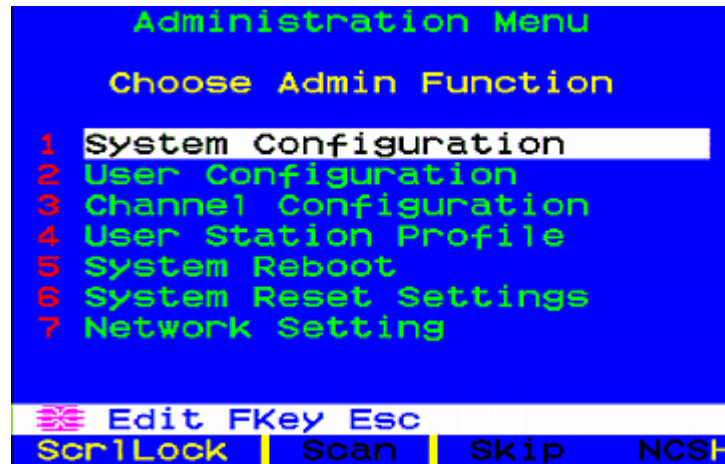 Administration Menu
Choose Admin Function
1 System Configuration
2 User Configuration
3 Channel Configuration
4 User Station Profile
5 System Reboot
6 System Reset Settings
7 Network Setting
Edit FKey Esc
ScrlLock Scan Skip NCSH